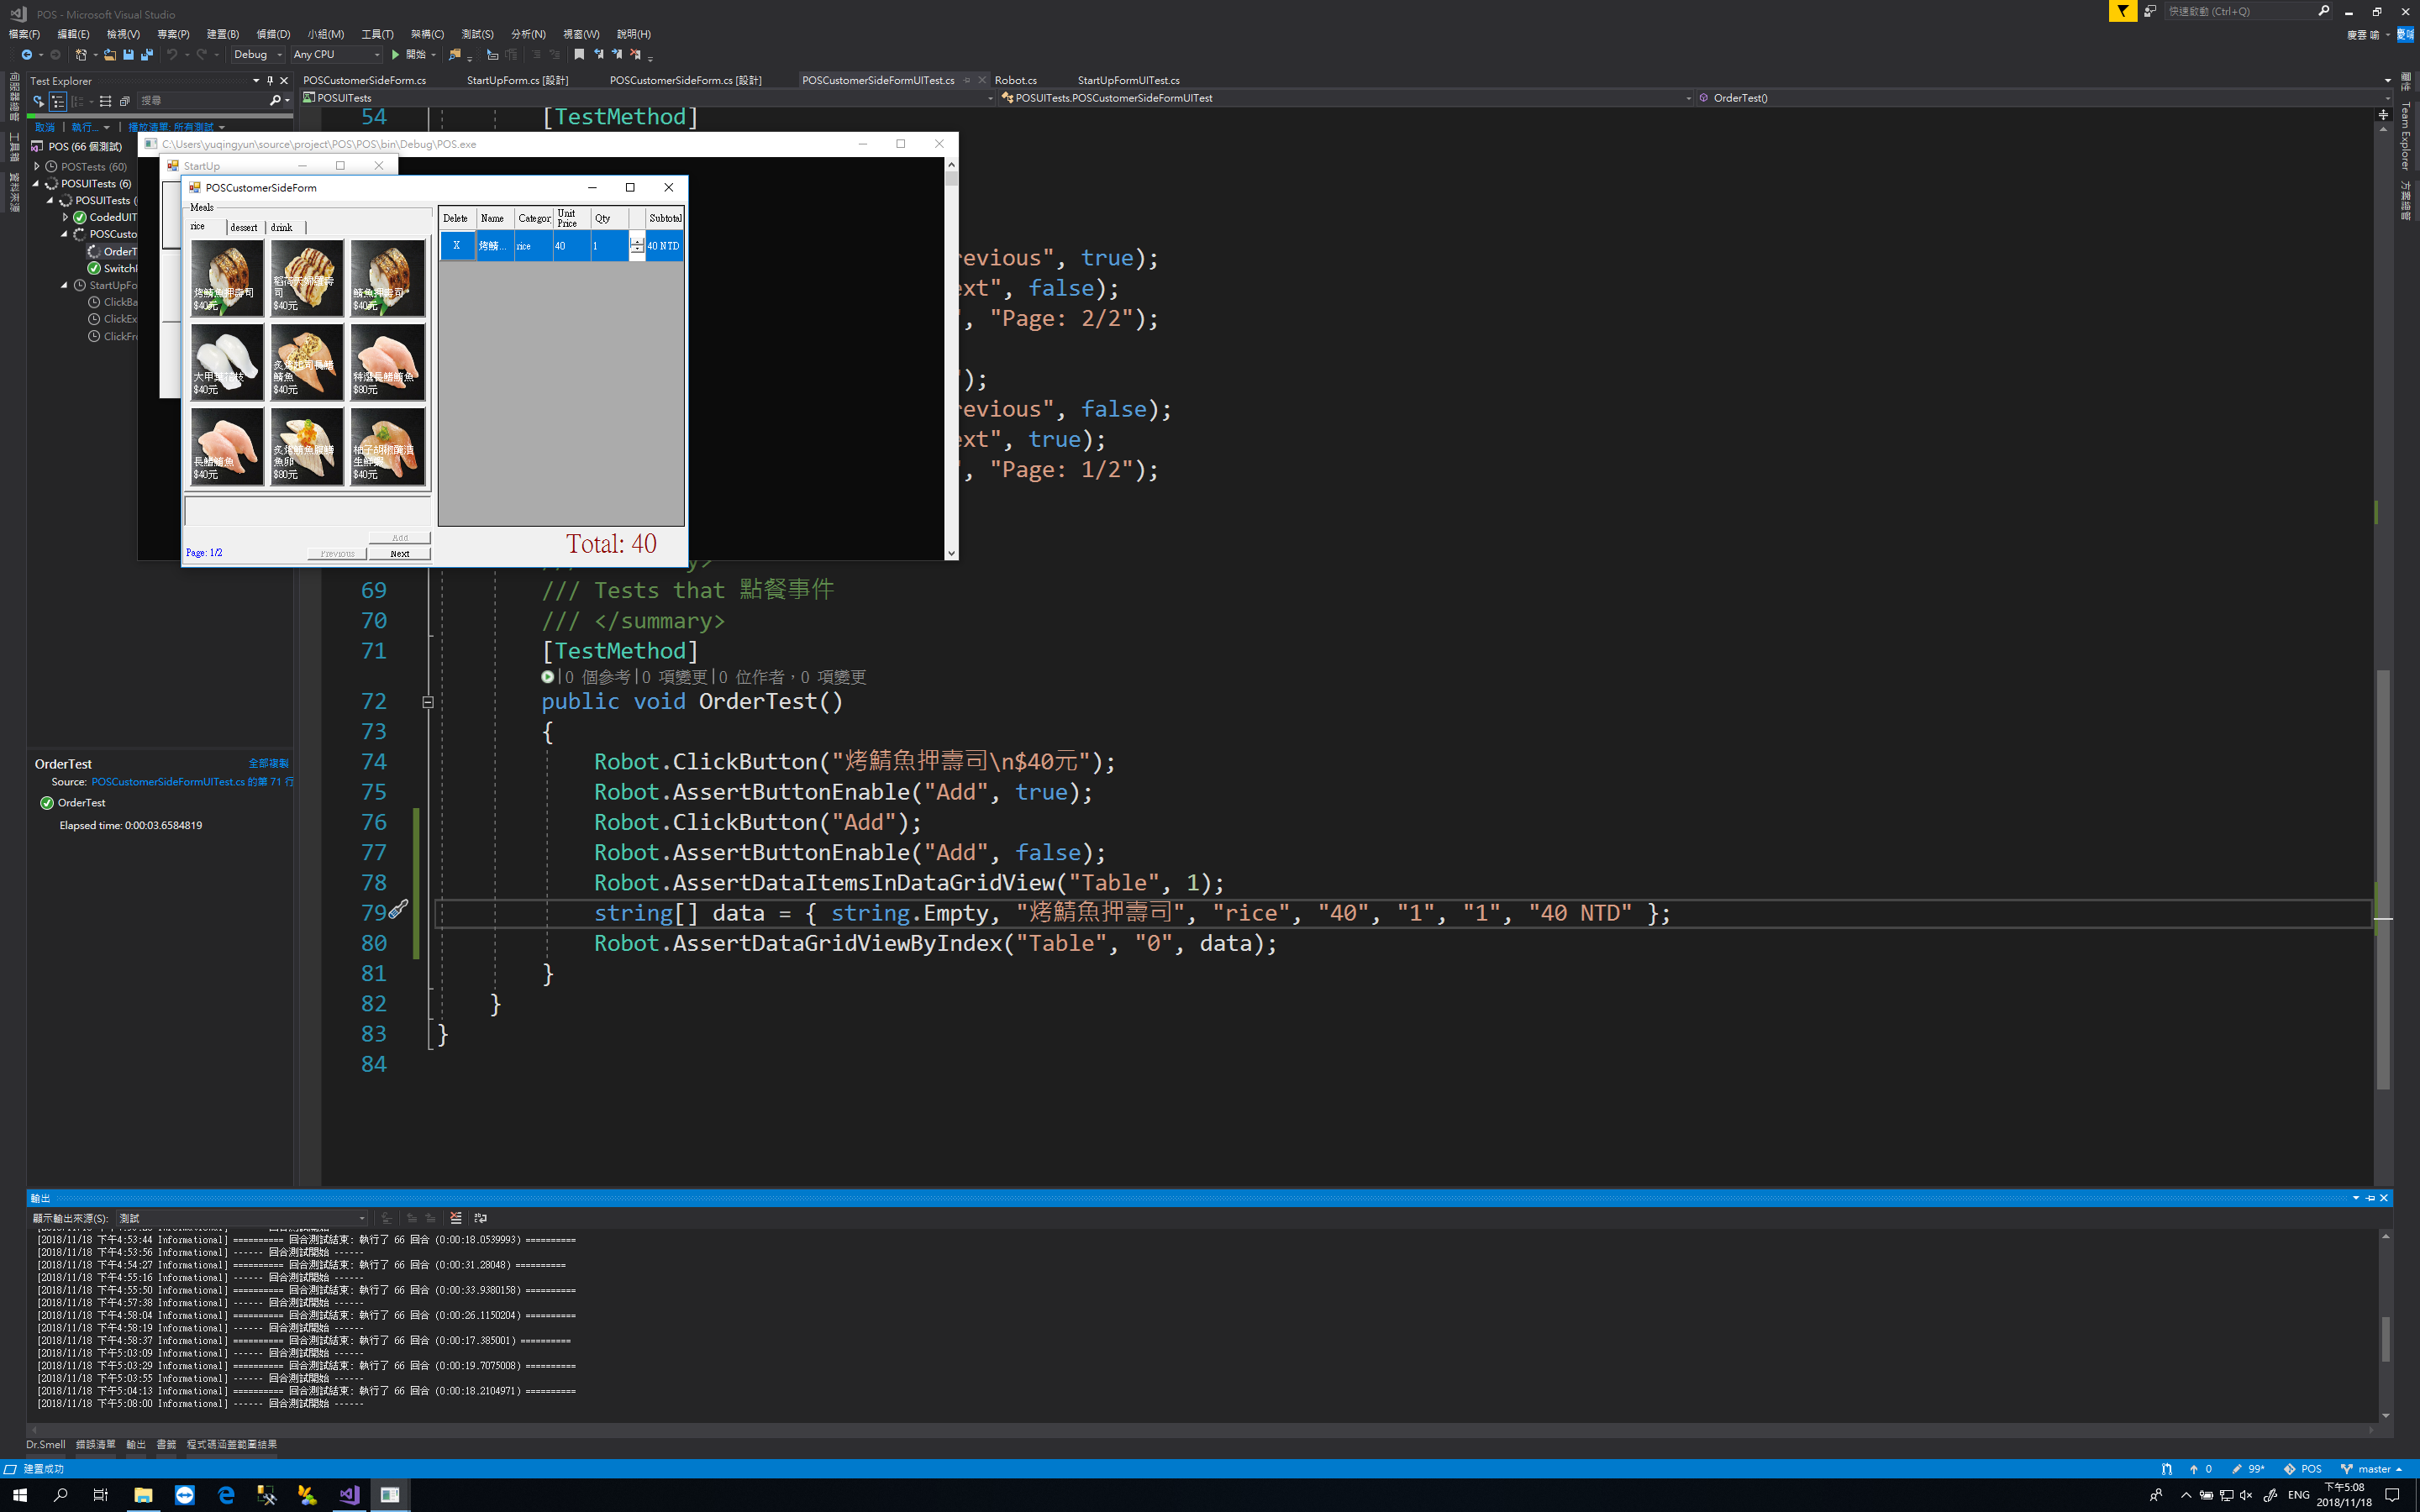 POS - Microsoft Visual Studio
快速啟動 (Ctrl+Q)
檔案(F) 編輯(E) 檢視(V) 專案(P) 建置(B) 偵錯(D) 小組(M) 工具(T) 架構(C) 測試(S) 分析(N) 視窗(W) 說明(H)
慶雲 喻
Debug Any CPU 開始
Test Explorer
POSCustomerSideForm.cs StartUpForm.cs [設計] POSCustomerSideForm.cs [設計] POSCustomerSideFormUITest.cs Robot.cs StartUpFormUITest.cs
搜尋
POSUITests POSUITests.POSCustomerSideFormUITest OrderTest()
取消 | 執行... | 播放清單: 所有測試
POS (66 個測試)
POSTests (60)
POSUITests (6)
POSUITests (
CodedUIT
POSCusto
OrderT
SwitchI
StartUpFo
ClickBa
ClickEx
ClickFr
Team Explorer
54 [TestMethod]
C:\Users\yuqingyun\source\project\POS\POS\bin\Debug\POS.exe
StartUp
POSCustomerSideForm
Meals
rice dessert drink
烤鯖魚押壽司
$40元
$40元
鯖魚押壽司
$40元
$40元
$40元
特選長鰭鮪魚
$80元
長鰭鮪魚
$40元
$80元
$40元
Add
Page: 1/2 Previous Next
Delete Name Categor Unit Price Qty Subtotal
X 烤鯖... rice 40 1 40 NTD
Total: 40
revious", true);
ext", false);
", "Page: 2/2");
");
revious", false);
ext", true);
", "Page: 1/2");
69 /// Tests that 點餐事件
70 /// </summary>
71 [TestMethod]
|0 個參考|0 項變更|0 位作者，0 項變更
72 public void OrderTest()
73 {
74 Robot.ClickButton("烤鯖魚押壽司\n$40元");
75 Robot.AssertButtonEnable("Add", true);
76 Robot.ClickButton("Add");
77 Robot.AssertButtonEnable("Add", false);
78 Robot.AssertDataItemsInDataGridView("Table", 1);
79 string[] data = { string.Empty, "烤鯖魚押壽司", "rice", "40", "1", "1", "40 NTD" };
80 Robot.AssertDataGridViewByIndex("Table", "0", data);
81 }
82 }
83 }
84
OrderTest 全部複製
Source: POSCustomerSideFormUITest.cs 的第 71 行
OrderTest
Elapsed time: 0:00:03.6584819
輸出
顯示輸出來源(S): 測試
[2018/11/18 下午4:53:44 Informational] ========== 回合測試結束: 執行了 66 回合 (0:00:18.0539993) ==========
[2018/11/18 下午4:53:56 Informational] ------ 回合測試開始 ------
[2018/11/18 下午4:54:27 Informational] ========== 回合測試結束: 執行了 66 回合 (0:00:31.28048) ==========
[2018/11/18 下午4:55:16 Informational] ------ 回合測試開始 ------
[2018/11/18 下午4:55:50 Informational] ========== 回合測試結束: 執行了 66 回合 (0:00:33.9380158) ==========
[2018/11/18 下午4:57:38 Informational] ------ 回合測試開始 ------
[2018/11/18 下午4:58:04 Informational] ========== 回合測試結束: 執行了 66 回合 (0:00:26.1150204) ==========
[2018/11/18 下午4:58:19 Informational] ------ 回合測試開始 ------
[2018/11/18 下午4:58:37 Informational] ========== 回合測試結束: 執行了 66 回合 (0:00:17.385001) ==========
[2018/11/18 下午5:03:09 Informational] ------ 回合測試開始 ------
[2018/11/18 下午5:03:29 Informational] ========== 回合測試結束: 執行了 66 回合 (0:00:19.7075008) ==========
[2018/11/18 下午5:03:55 Informational] ------ 回合測試開始 ------
[2018/11/18 下午5:04:13 Informational] ========== 回合測試結束: 執行了 66 回合 (0:00:18.2104971) ==========
[2018/11/18 下午5:08:00 Informational] ------ 回合測試開始 ------
Dr.Smell 錯誤清單 輸出 書籤 程式碼涵蓋範圍結果
建置成功
0 99* POS master
ENG
下午5:08
2018/11/18